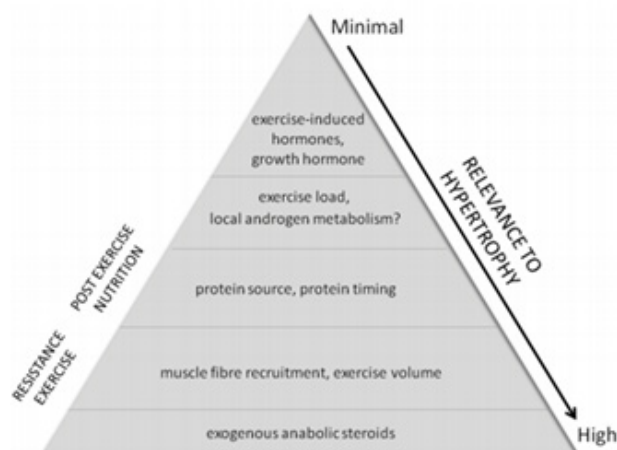 Minimal
exercise-induced
hormones,
growth hormone
exercise load,
local androgen metabolism?
protein source, protein timing
muscle fibre recruitment, exercise volume
exogenous anabolic steroids
POST EXERCISE
NUTRITION
RESISTANCE
EXERCISE
RELEVANCE TO
HYPERTROPHY
High